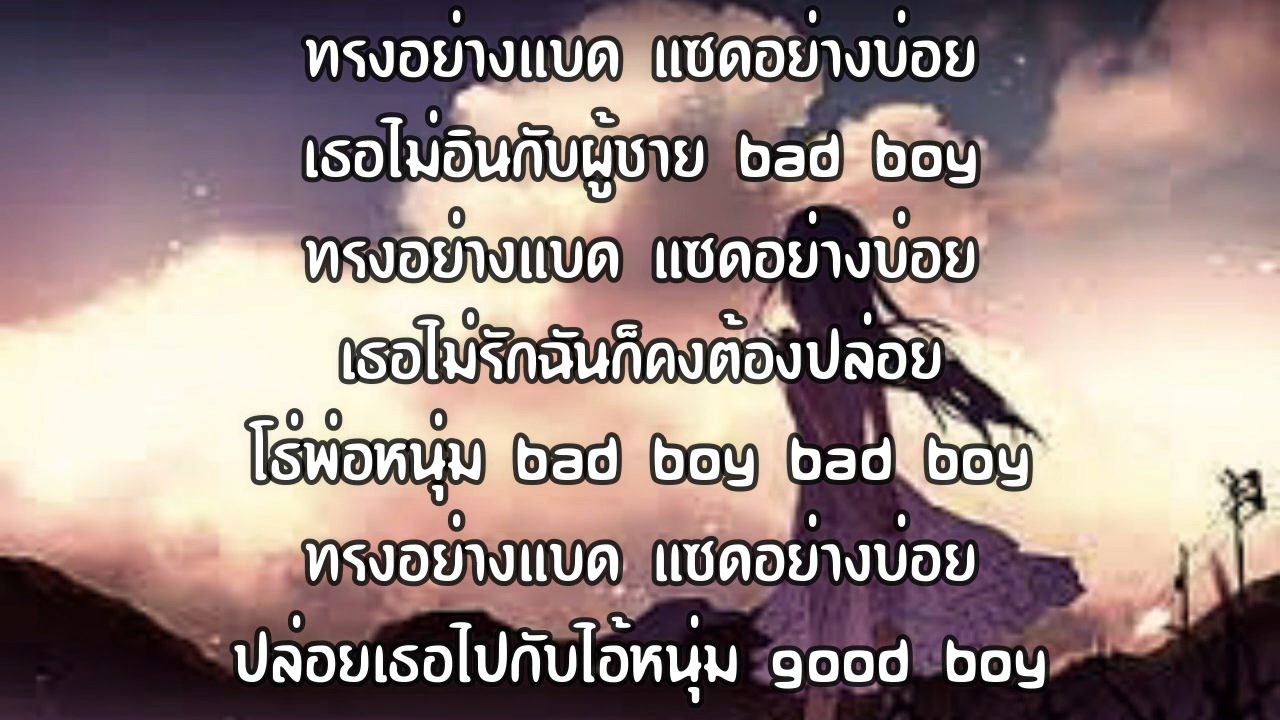 ทรงอย่างแบด แซดอย่างบ่อย
เธอไม่อินกับผู้ชาย bad boy
ทรงอย่างแบด แซดอย่างบ่อย
เธอไม่รักฉันก็คงต้องปล่อย
โธ่พ่อหนุ่ม bad boy bad boy
ทรงอย่างแบด แซดอย่างบ่อย
ปล่อยเธอไปกับไอ้หนุ่ม good boy